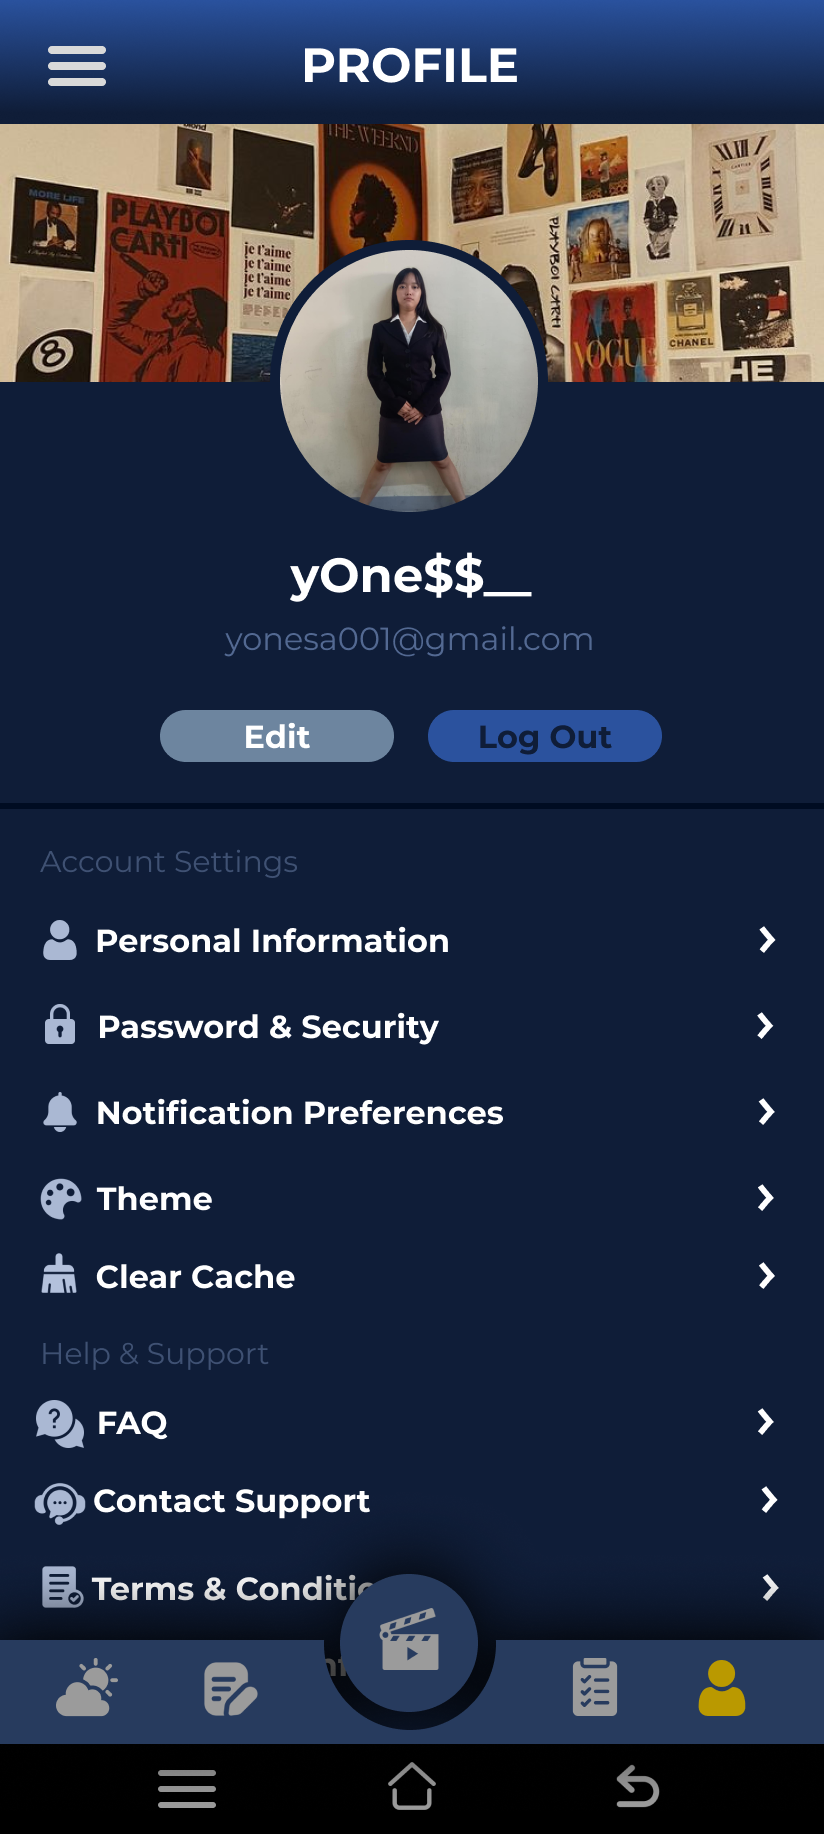 PROFILE
THE WEEKND
MORE LIFE
PLAYBOI
CARTI
je t'aime
je t'aime
je t'aime
je t'aime
PLAYBOI CARTI
CARTIER
8
VOGUE
CHANEL
THE
yOne$$__
yonesa001@gmail.com
Edit
Log Out
Account Settings
Personal Information
Password & Security
Notification Preferences
Theme
Clear Cache
Help & Support
FAQ
Contact Support
Terms &